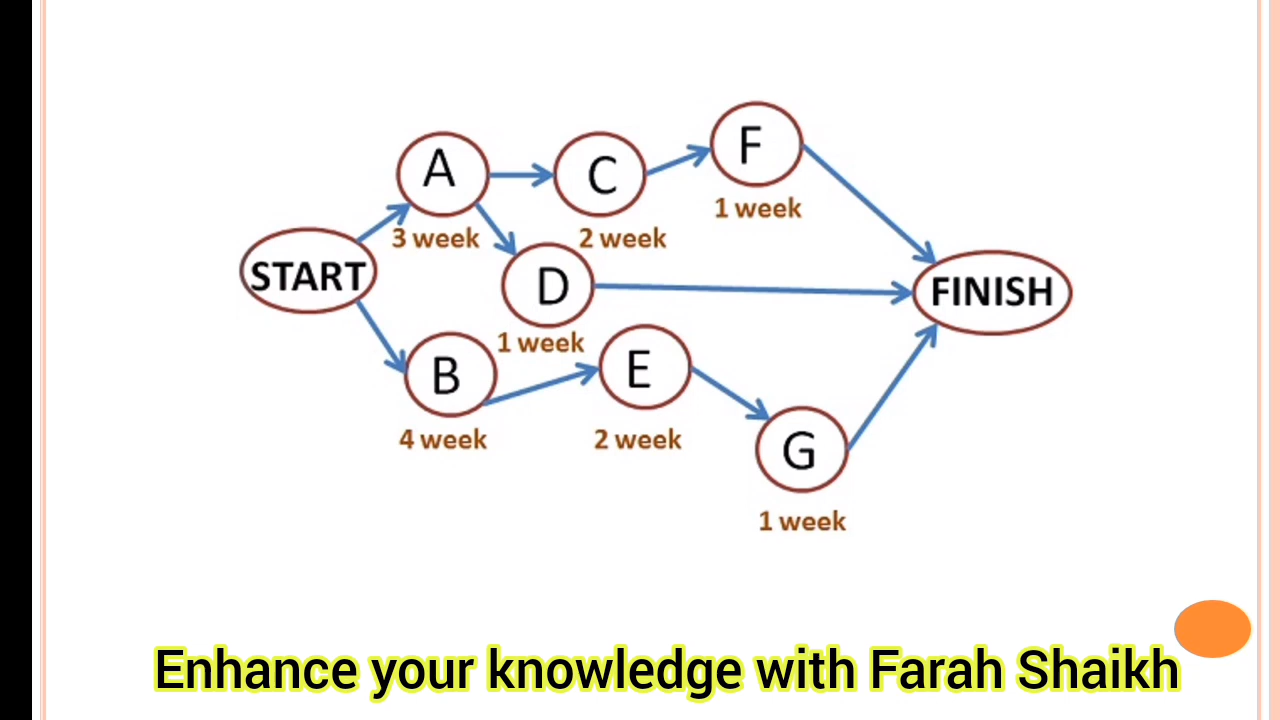 F
A
C
1 week
3 week
2 week
START
D
FINISH
1 week
B
E
4 week
2 week
G
1 week
Enhance your knowledge with Farah Shaikh